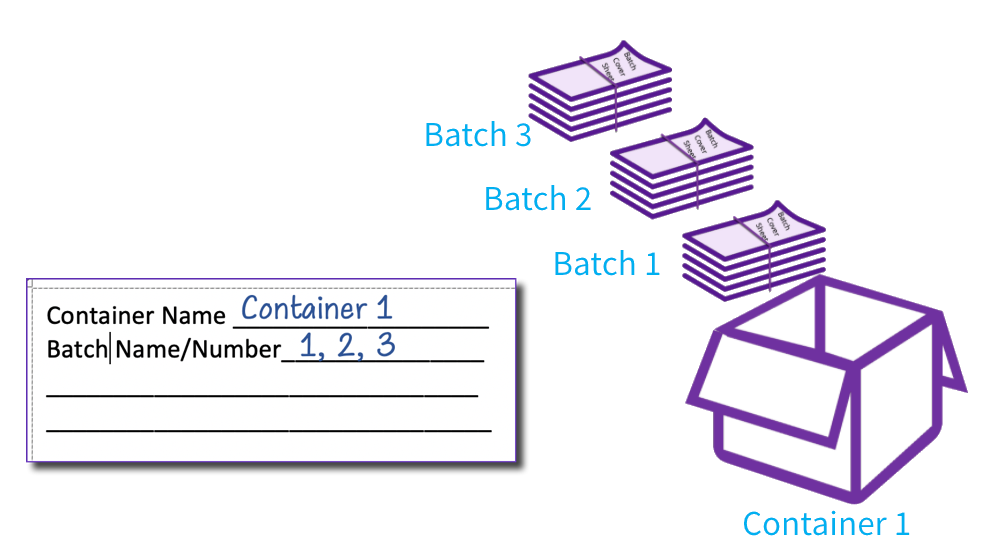 Batch
Cover
Sheet
Batch 3
Batch
Cover
Sheet
Batch 2
Batch
Cover
Sheet
Batch 1
Container Name Container 1
Batch Name/Number 1, 2, 3
Container 1